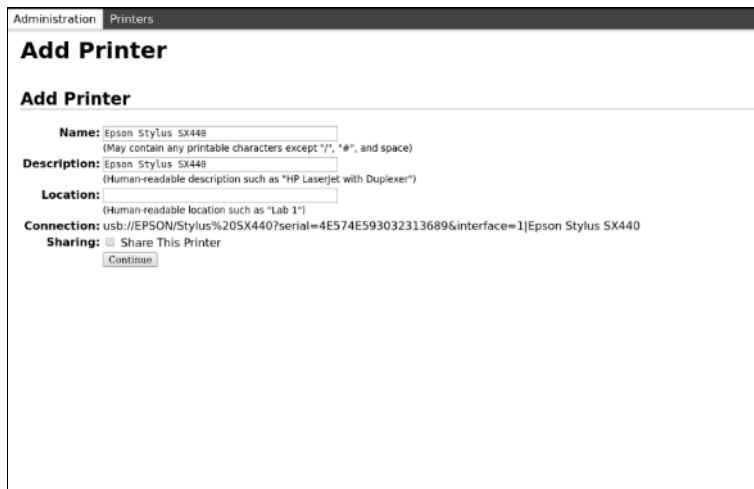 Administration Printers
Add Printer
Add Printer
Name: Epson Stylus SX440
(May contain any printable characters except "/", "#", and space)
Description: Epson Stylus SX440
(Human-readable description such as "HP LaserJet with Duplexer")
Location:
(Human-readable location such as "Lab 1")
Connection: usb://EPSON/Stylus%20SX440?serial=4E574E593032313689&interface=1|Epson Stylus SX440
Sharing: Share This Printer
Continue